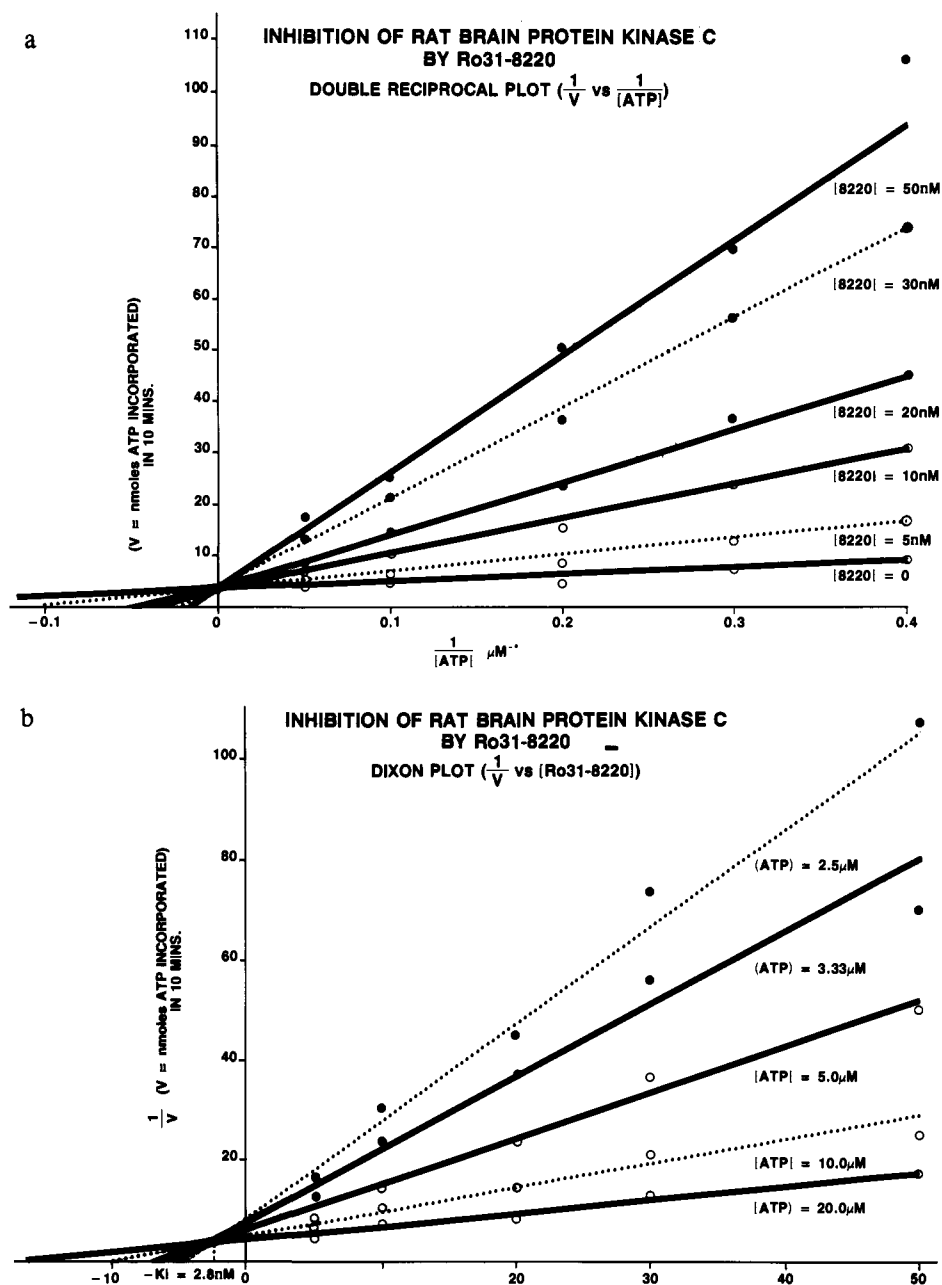 a
INHIBITION OF RAT BRAIN PROTEIN KINASE C
BY Ro31-8220
DOUBLE RECIPROCAL PLOT (1/V vs 1/[ATP])
110
100
90
80
70
60
50
40
30
20
10
(V = nmoles ATP INCORPORATED)
IN 10 MINS.
[8220[ = 50nM
[8220[ = 30nM
[8220[ = 20nM
[8220[ = 10nM
[8220[ = 5nM
[8220[ = 0
-0.1 0 0.1 0.2 0.3 0.4
1/[ATP[ μM⁻
b
INHIBITION OF RAT BRAIN PROTEIN KINASE C
BY Ro31-8220
DIXON PLOT (1/V vs [Ro31-8220])
100
80
60
40
20
1/V (V = nmoles ATP INCORPORATED)
IN 10 MINS.
(ATP) = 2.5μM
(ATP) = 3.33μM
[ATP[ = 5.0μM
[ATP[ = 10.0μM
(ATP) = 20.0μM
-10 -Ki = 2.8nM 0 10 20 30 40 50